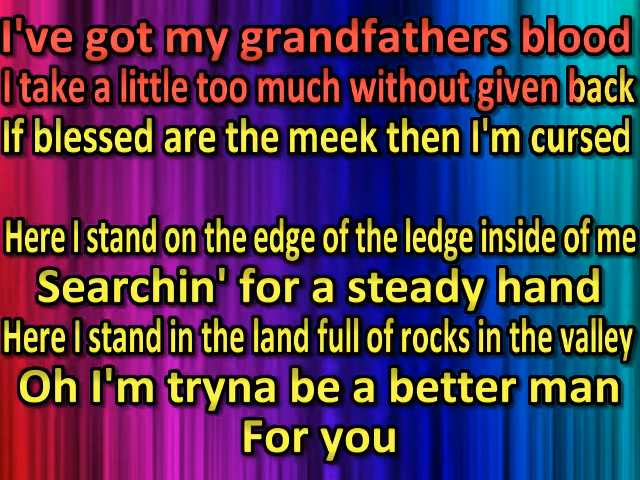 I've got my grandfathers blood
I take a little too much without given back
If blessed are the meek then I'm cursed
Here I stand on the edge of the ledge inside of me
Searchin' for a steady hand
Here I stand in the land full of rocks in the valley
Oh I'm tryna be a better man
For you